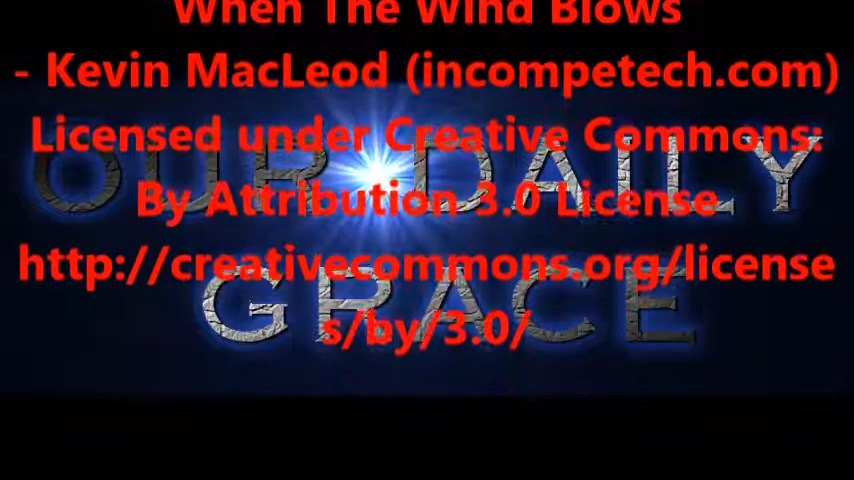 "When The Wind Blows"
- Kevin MacLeod (incompetech.com)
Licensed under Creative Commons:
By Attribution 3.0 License
http://creativecommons.org/license
s/by/3.0/
OUR DAILY
GRACE